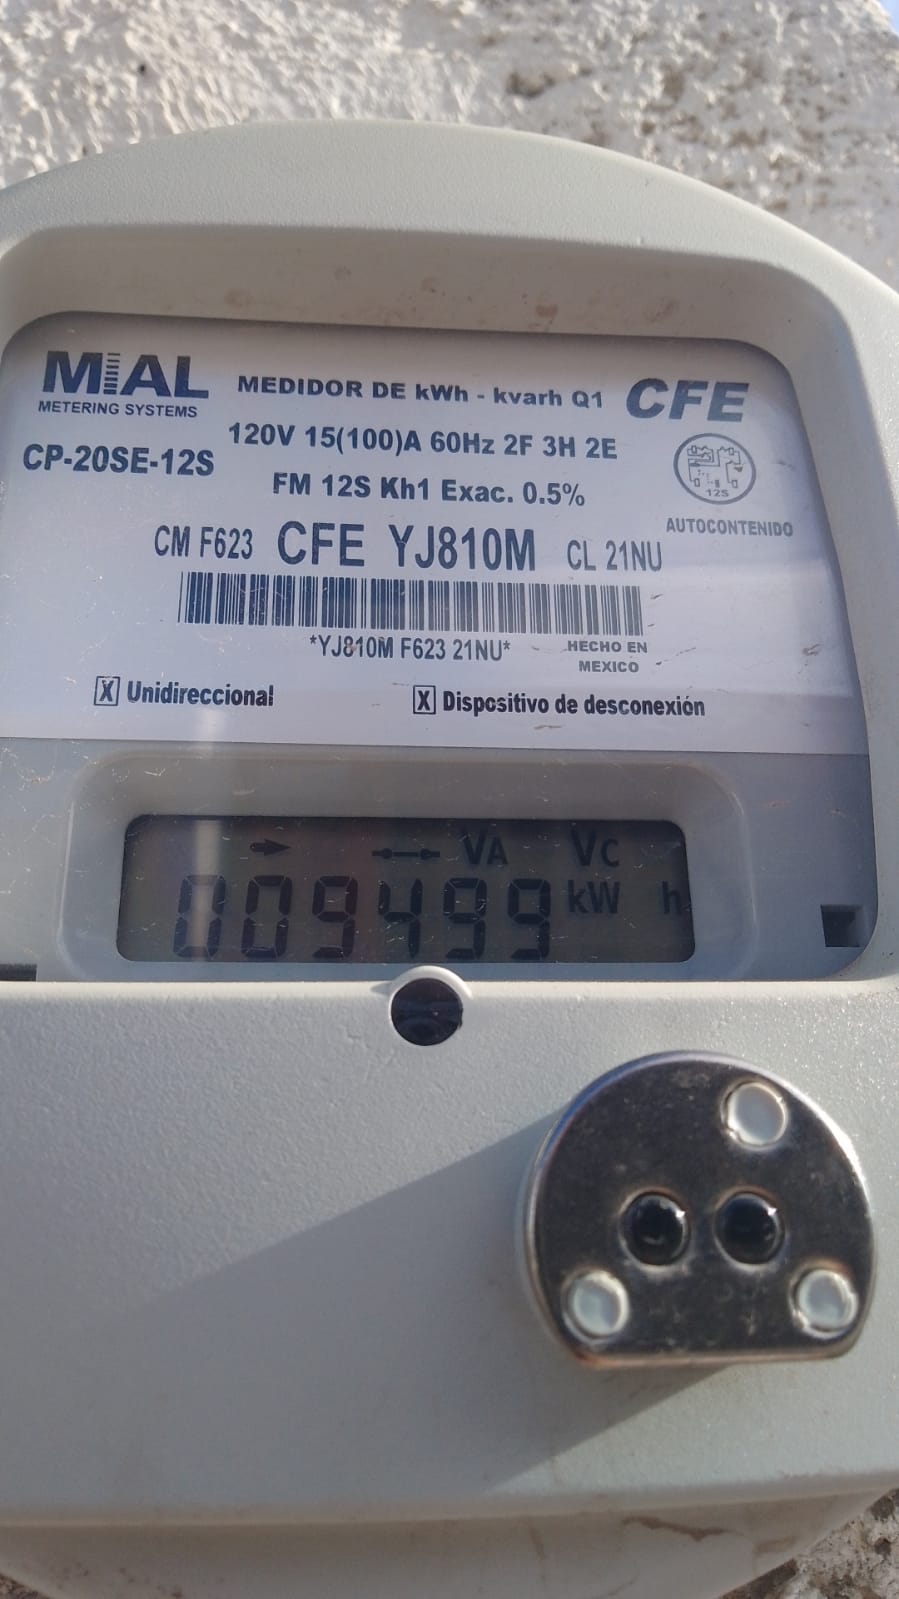 MIAL
METERING SYSTEMS
MEDIDOR DE kWh - kvarh Q1
CFE
CP-20SE-12S
120V 15(100)A 60Hz 2F 3H 2E
FM 12S Kh1 Exac. 0.5%
12S
AUTOCONTENIDO
CM F623 CFE YJ810M CL 21NU
*YJ810M F623 21NU*
HECHO EN
MEXICO
X Unidireccional
X Dispositivo de desconexión
VA VC
009499 kW h